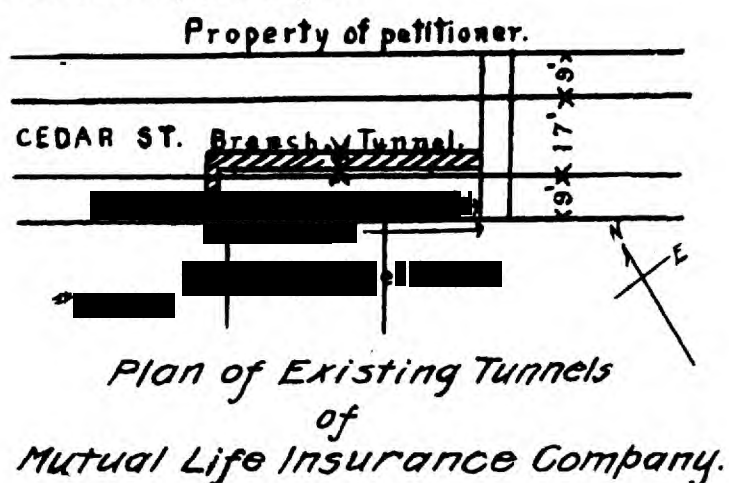 Property of petitioner.
9'
CEDAR ST. Branch Tunnel. 17'
9'
N
E
Plan of Existing Tunnels
of
Mutual Life Insurance Company.